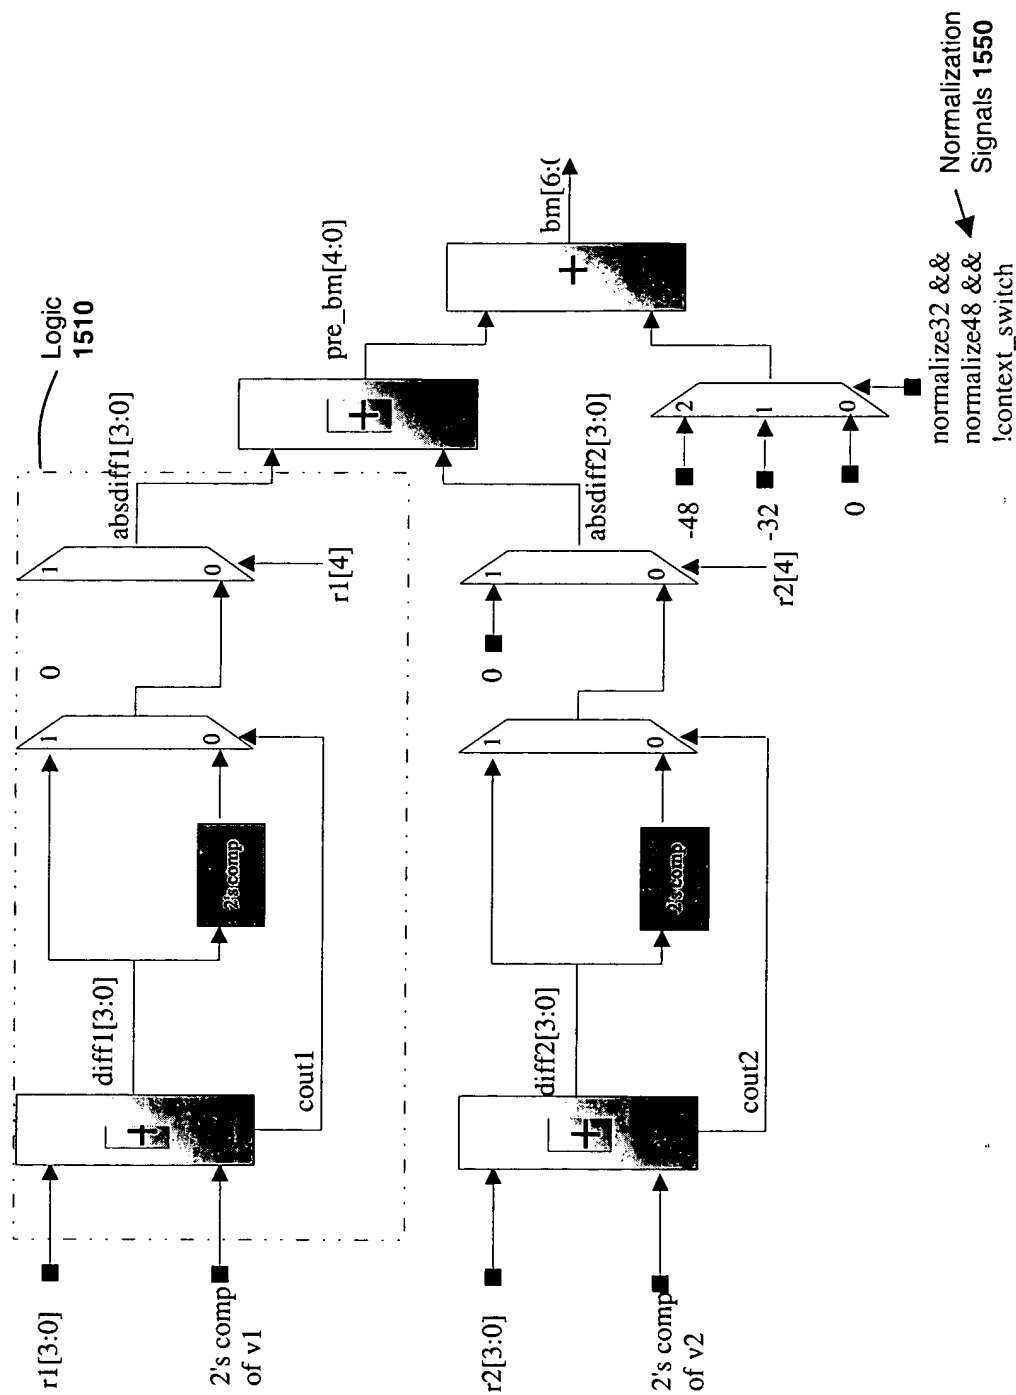 r1[3:0]
2's comp
of v1
diff1[3:0]
cout1
2's comp
1
0
0
1
0
r1[4]
absdiff1[3:0]
Logic
1510
r2[3:0]
2's comp
of v2
diff2[3:0]
cout2
2's comp
1
0
0
1
0
r2[4]
absdiff2[3:0]
+
+
+
pre_bm[4:0]
-48
-32
0
2
1
0
+
bm[6:(
normalize32 &&
normalize48 &&
!context_switch
Normalization
Signals 1550